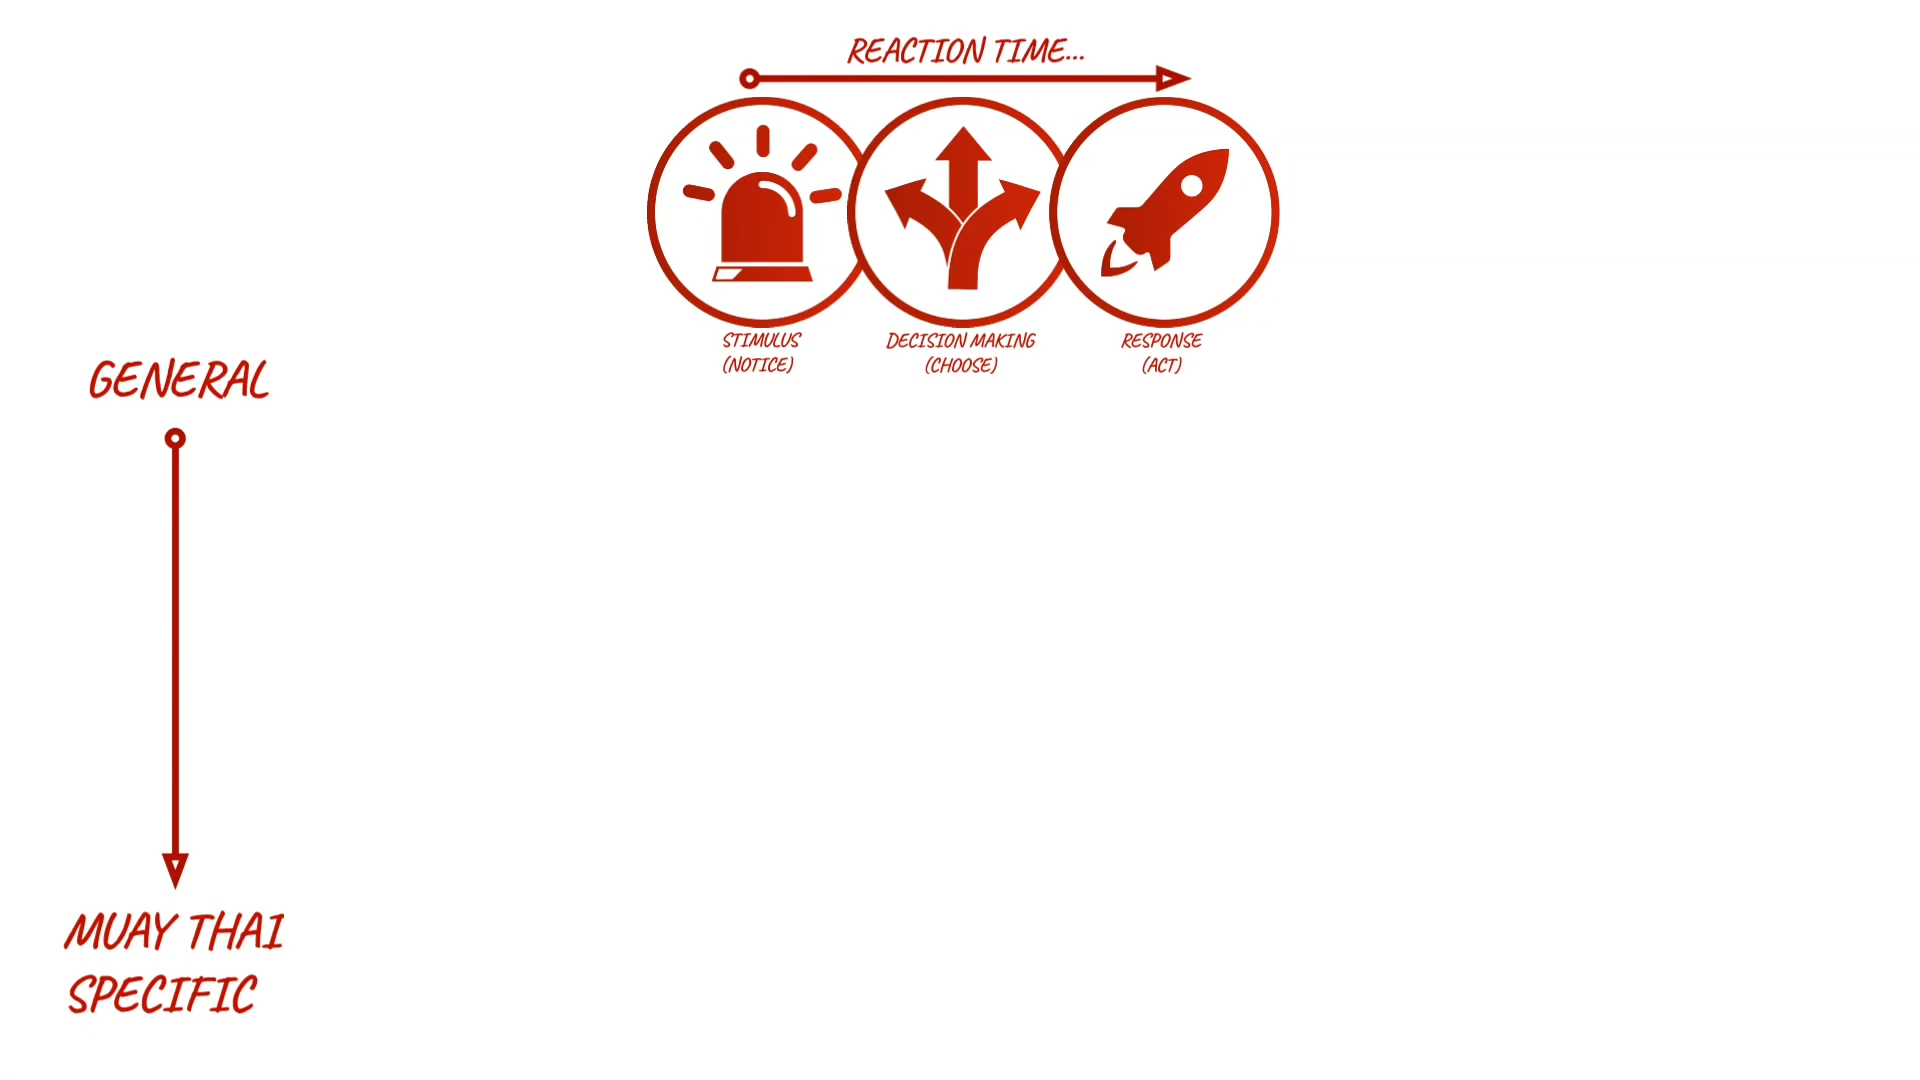 REACTION TIME...
STIMULUS
(NOTICE)
DECISION MAKING
(CHOOSE)
RESPONSE
(ACT)
GENERAL
MUAY THAI
SPECIFIC